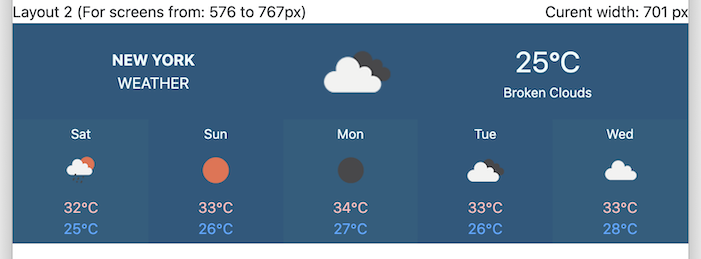 Layout 2 (For screens from: 576 to 767px) Curent width: 701 px
NEW YORK
WEATHER
25°C
Broken Clouds
Sat Sun Mon Tue Wed
32°C 33°C 34°C 33°C 33°C
25°C 26°C 27°C 26°C 28°C